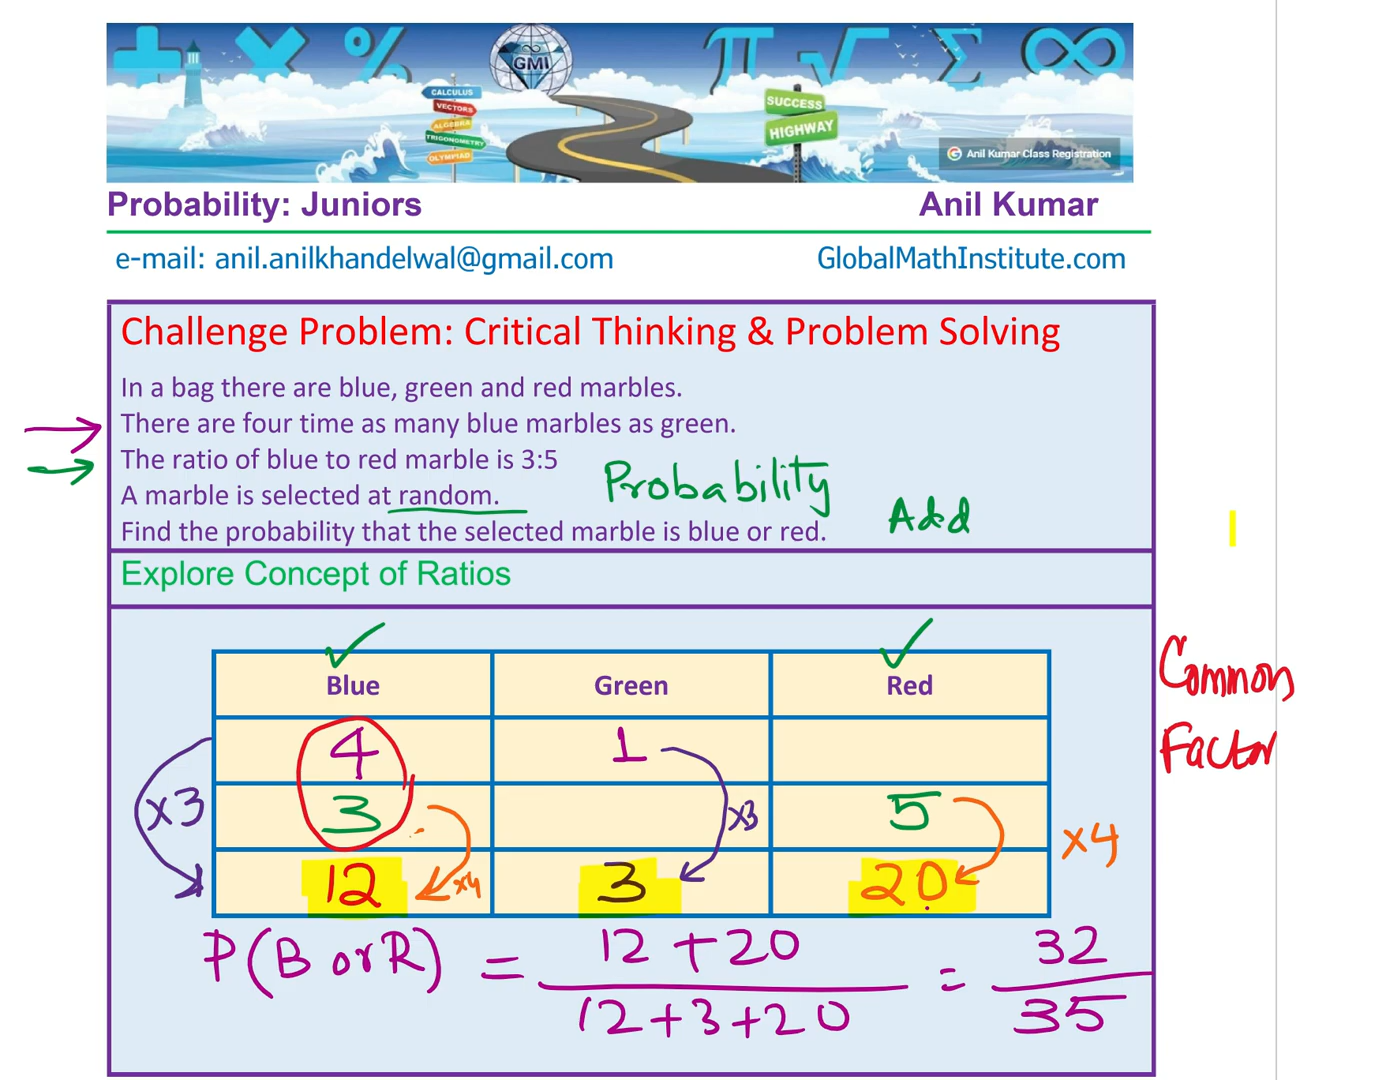 GMI
CALCULUS
VECTORS
ALGEBRA
TRIGONOMETRY
OLYMPIAD
SUCCESS
HIGHWAY
Anil Kumar Class Registration
Probability: Juniors Anil Kumar
e-mail: anil.anilkhandelwal@gmail.com GlobalMathInstitute.com
Challenge Problem: Critical Thinking & Problem Solving
In a bag there are blue, green and red marbles.
There are four time as many blue marbles as green.
The ratio of blue to red marble is 3:5
Probability
A marble is selected at random.
Add
Find the probability that the selected marble is blue or red.
Explore Concept of Ratios
Blue Green Red
Common
Factor
4 1
×3 3 ×3 5 ×4
12 ×4 3 20
P(B or R) = 12 + 20 / 12 + 3 + 20 = 32 / 35